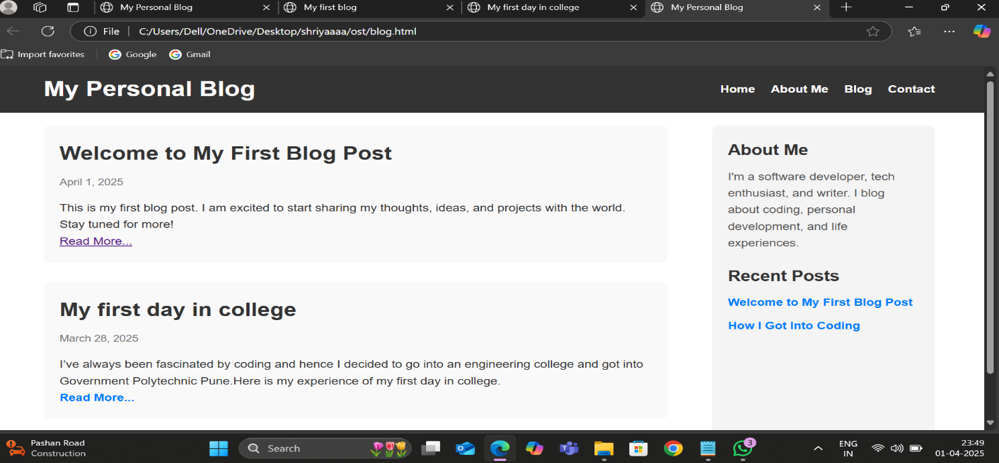 My Personal Blog
My first blog
My first day in college
My Personal Blog
File
C:/Users/Dell/OneDrive/Desktop/shriyaaaa/ost/blog.html
Import favorites
Google
Gmail
My Personal Blog
Home
About Me
Blog
Contact
Welcome to My First Blog Post
April 1, 2025
This is my first blog post. I am excited to start sharing my thoughts, ideas, and projects with the world.
Stay tuned for more!
Read More...
My first day in college
March 28, 2025
I’ve always been fascinated by coding and hence I decided to go into an engineering college and got into
Government Polytechnic Pune.Here is my experience of my first day in college.
Read More...
About Me
I'm a software developer, tech
enthusiast, and writer. I blog
about coding, personal
development, and life
experiences.
Recent Posts
Welcome to My First Blog Post
How I Got Into Coding
Pashan Road
Construction
Search
3
ENG
IN
23:49
01-04-2025